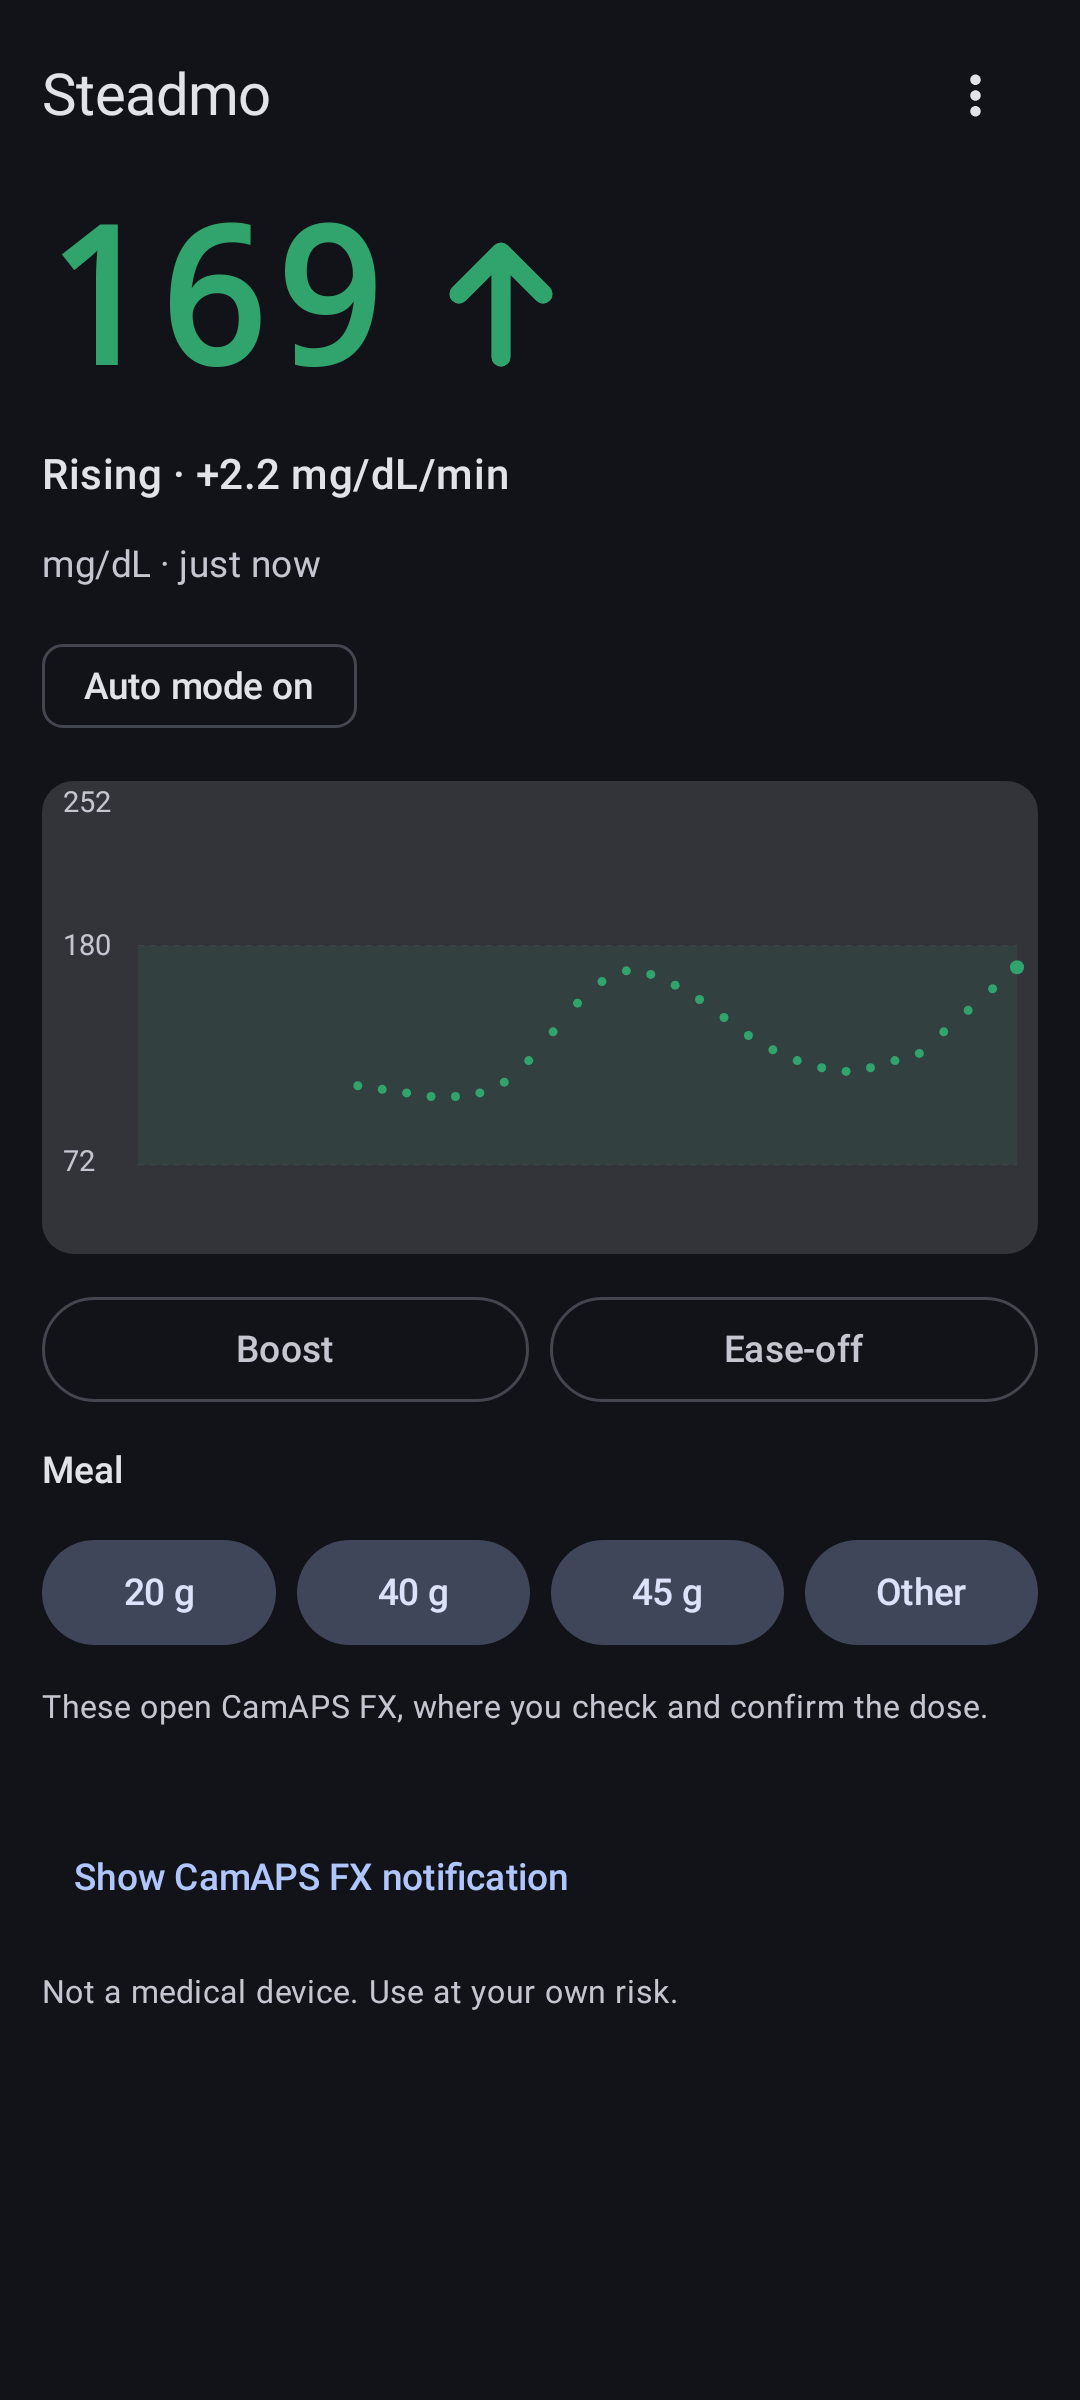 Steadmo
169
Rising · +2.2 mg/dL/min
mg/dL · just now
Auto mode on
252
180
72
Boost
Ease-off
Meal
20 g
40 g
45 g
Other
These open CamAPS FX, where you check and confirm the dose.
Show CamAPS FX notification
Not a medical device. Use at your own risk.